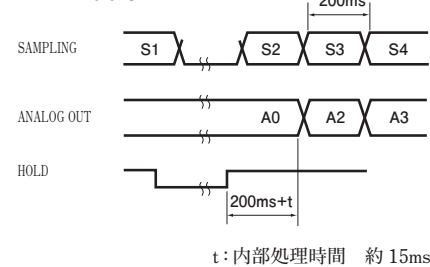 200ms
SAMPLING S1 S2 S3 S4
ANALOG OUT A0 A2 A3
HOLD
200ms+t
t：内部処理時間　約 15ms